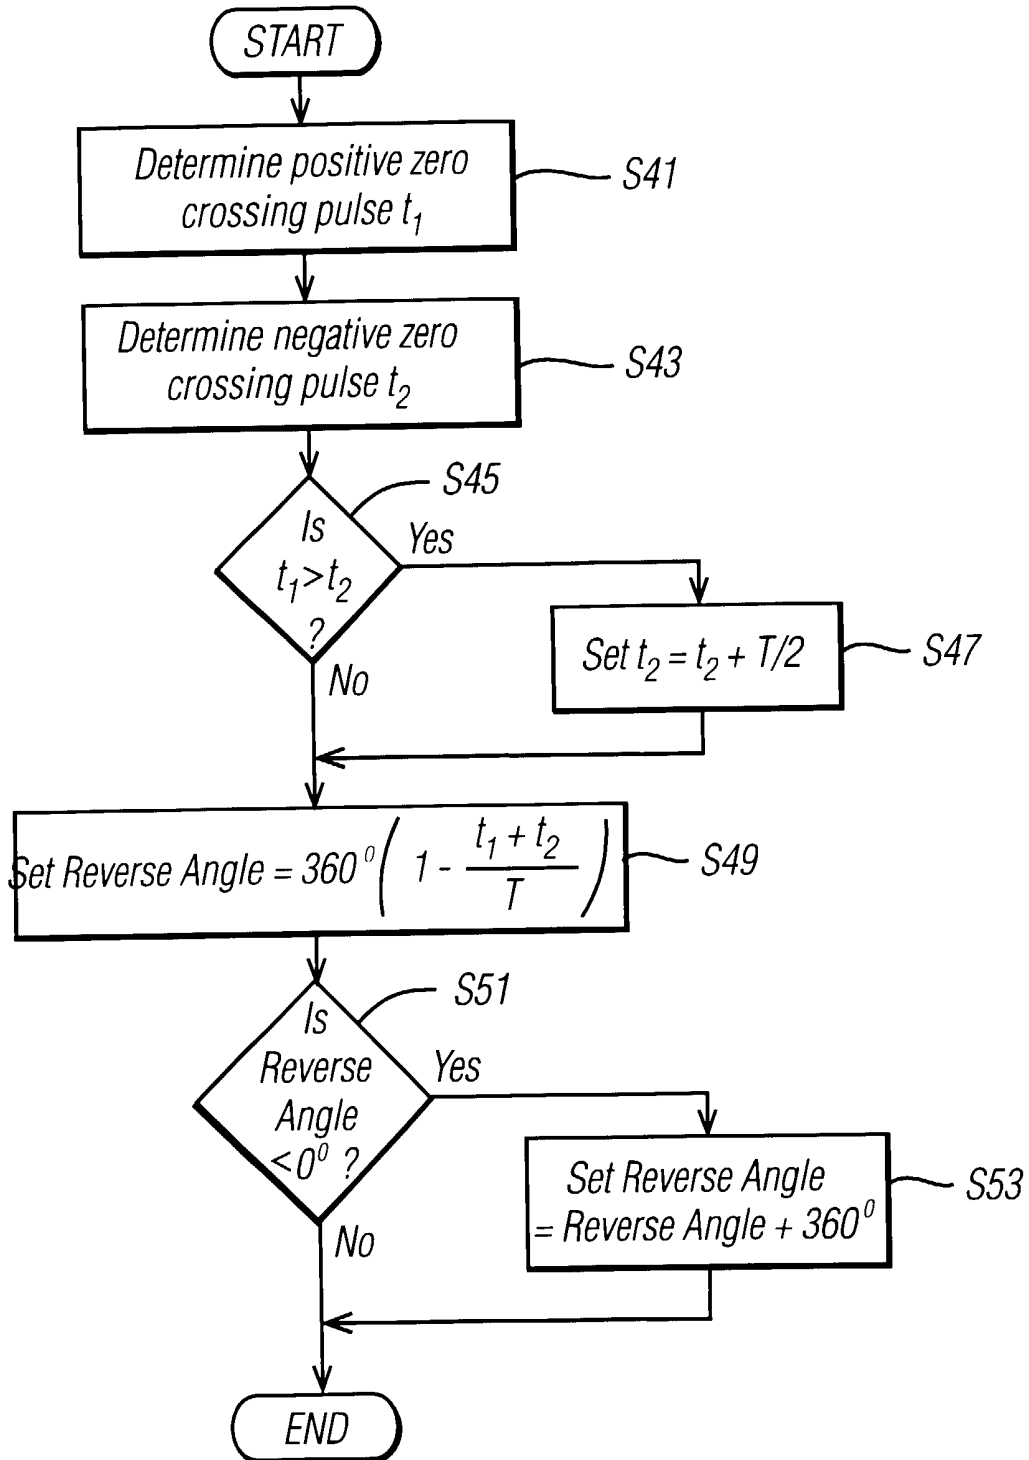 START
Determine positive zero
crossing pulse t₁
S41
Determine negative zero
crossing pulse t₂
S43
S45
Is
t₁>t₂
?
Yes
No
Set t₂ = t₂ + T/2
S47
Set Reverse Angle = 360⁰ ( 1 - (t₁ + t₂)/T )
S49
S51
Is
Reverse
Angle
<0⁰ ?
Yes
No
Set Reverse Angle
= Reverse Angle + 360⁰
S53
END